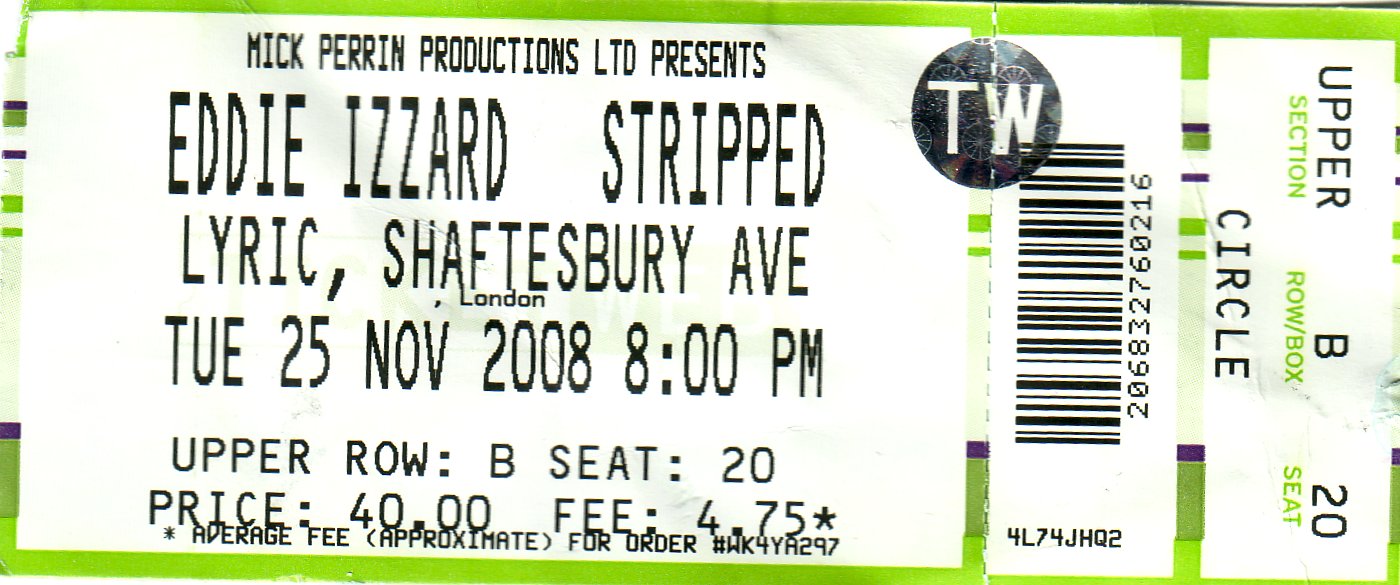 MICK PERRIN PRODUCTIONS LTD PRESENTS
EDDIE IZZARD STRIPPED
LYRIC, SHAFTESBURY AVE
, London
TUE 25 NOV 2008 8:00 PM
UPPER ROW: B SEAT: 20
PRICE: 40.00 FEE: 4.75*
* AVERAGE FEE (APPROXIMATE) FOR ORDER #WK4YA297
TW
2068327760216
4L74JHQ2
UPPER B 20
SECTION ROW/BOX SEAT
CIRCLE